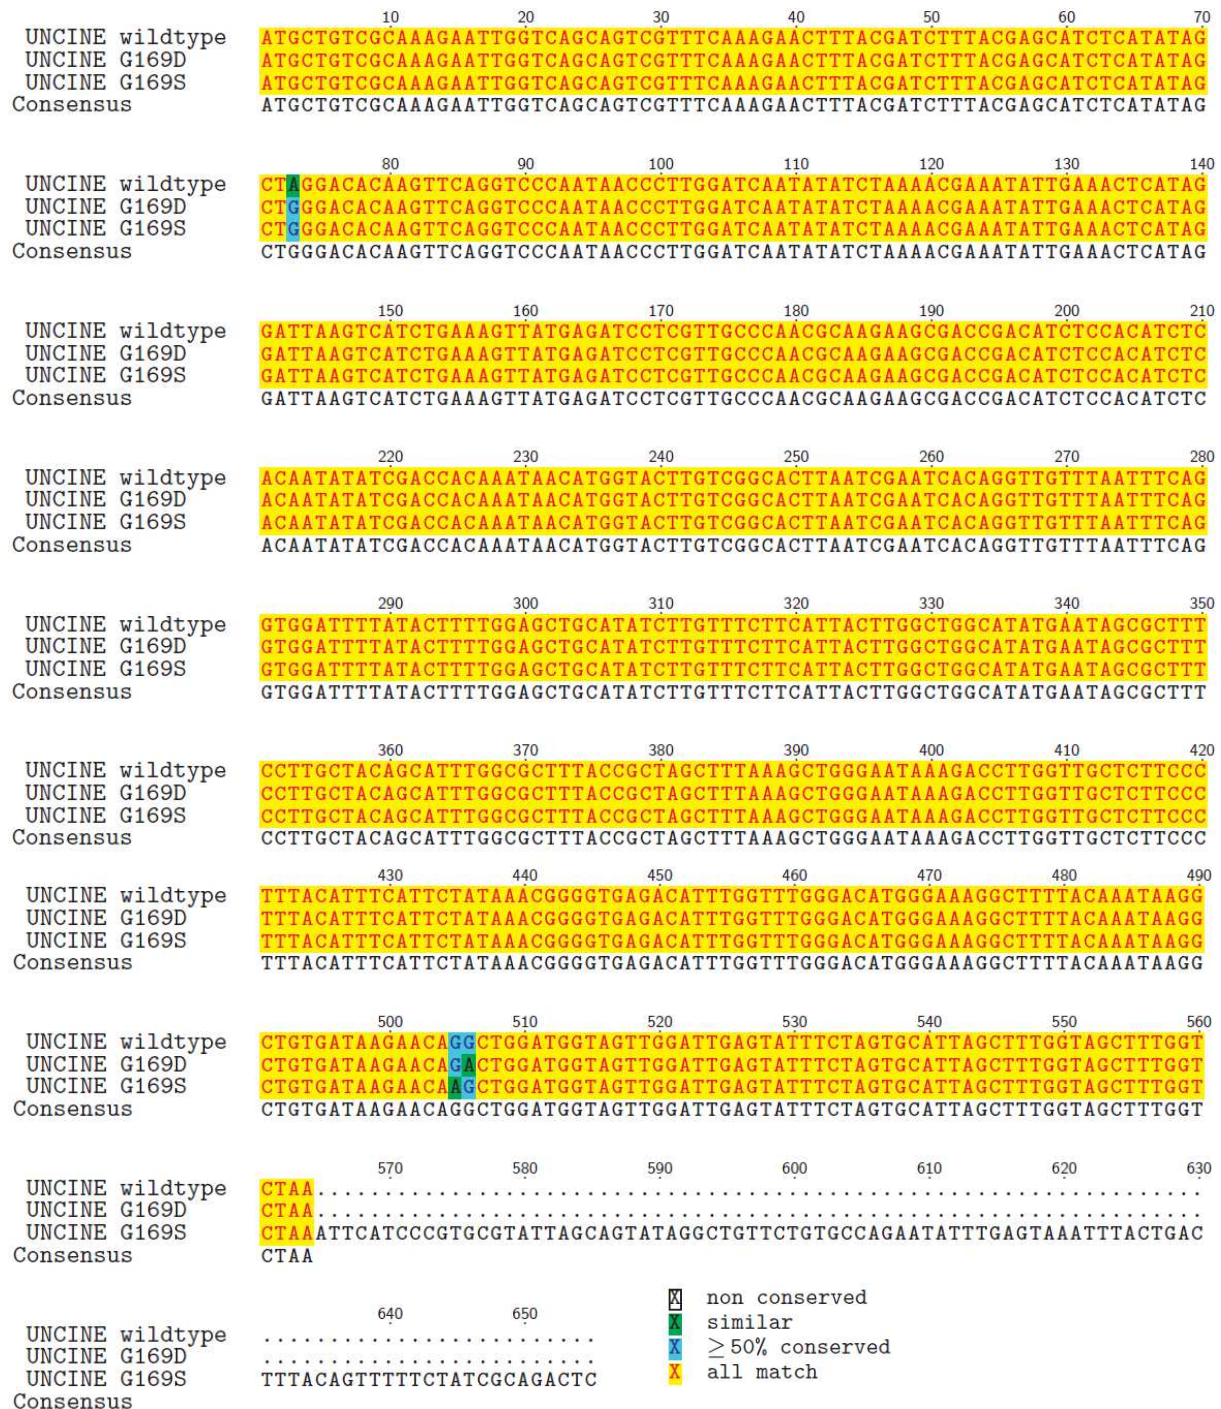 10 20 30 40 50 60 70
UNCINE wildtype ATGCTGTCGCAAAGAATTGGTCAGCAGTCGTTTCAAAGAACTTTACGATCTTTACGAGCATCTCATATAG
UNCINE G169D ATGCTGTCGCAAAGAATTGGTCAGCAGTCGTTTCAAAGAACTTTACGATCTTTACGAGCATCTCATATAG
UNCINE G169S ATGCTGTCGCAAAGAATTGGTCAGCAGTCGTTTCAAAGAACTTTACGATCTTTACGAGCATCTCATATAG
Consensus ATGCTGTCGCAAAGAATTGGTCAGCAGTCGTTTCAAAGAACTTTACGATCTTTACGAGCATCTCATATAG
80 90 100 110 120 130 140
UNCINE wildtype CTAGGACACAAGTTCAGGTCCCAATAACCCTTGGATCAATATATCTAAAACGAAATATTGAAACTCATAG
UNCINE G169D CTGGGACACAAGTTCAGGTCCCAATAACCCTTGGATCAATATATCTAAAACGAAATATTGAAACTCATAG
UNCINE G169S CTGGGACACAAGTTCAGGTCCCAATAACCCTTGGATCAATATATCTAAAACGAAATATTGAAACTCATAG
Consensus CTGGGACACAAGTTCAGGTCCCAATAACCCTTGGATCAATATATCTAAAACGAAATATTGAAACTCATAG
150 160 170 180 190 200 210
UNCINE wildtype GATTAAGTCATCTGAAAGTTATGAGATCCTCGTTGCCCAACGCAAGAAGCGACCGACATCTCCACATCTC
UNCINE G169D GATTAAGTCATCTGAAAGTTATGAGATCCTCGTTGCCCAACGCAAGAAGCGACCGACATCTCCACATCTC
UNCINE G169S GATTAAGTCATCTGAAAGTTATGAGATCCTCGTTGCCCAACGCAAGAAGCGACCGACATCTCCACATCTC
Consensus GATTAAGTCATCTGAAAGTTATGAGATCCTCGTTGCCCAACGCAAGAAGCGACCGACATCTCCACATCTC
220 230 240 250 260 270 280
UNCINE wildtype ACAATATATCGACCACAAATAACATGGTACTTGTCGGCACTTAATCGAATCACAGGTTGTTTAATTTCAG
UNCINE G169D ACAATATATCGACCACAAATAACATGGTACTTGTCGGCACTTAATCGAATCACAGGTTGTTTAATTTCAG
UNCINE G169S ACAATATATCGACCACAAATAACATGGTACTTGTCGGCACTTAATCGAATCACAGGTTGTTTAATTTCAG
Consensus ACAATATATCGACCACAAATAACATGGTACTTGTCGGCACTTAATCGAATCACAGGTTGTTTAATTTCAG
290 300 310 320 330 340 350
UNCINE wildtype GTGGATTTTATACTTTTGGAGCTGCATATCTTGTTTCTTCATTACTTGGCTGGCATATGAATAGCGCTTT
UNCINE G169D GTGGATTTTATACTTTTGGAGCTGCATATCTTGTTTCTTCATTACTTGGCTGGCATATGAATAGCGCTTT
UNCINE G169S GTGGATTTTATACTTTTGGAGCTGCATATCTTGTTTCTTCATTACTTGGCTGGCATATGAATAGCGCTTT
Consensus GTGGATTTTATACTTTTGGAGCTGCATATCTTGTTTCTTCATTACTTGGCTGGCATATGAATAGCGCTTT
360 370 380 390 400 410 420
UNCINE wildtype CCTTGCTACAGCATTTGGCGCTTTACCGCTAGCTTTAAAGCTGGGAATAAAGACCTTGGTTGCTCTTCCC
UNCINE G169D CCTTGCTACAGCATTTGGCGCTTTACCGCTAGCTTTAAAGCTGGGAATAAAGACCTTGGTTGCTCTTCCC
UNCINE G169S CCTTGCTACAGCATTTGGCGCTTTACCGCTAGCTTTAAAGCTGGGAATAAAGACCTTGGTTGCTCTTCCC
Consensus CCTTGCTACAGCATTTGGCGCTTTACCGCTAGCTTTAAAGCTGGGAATAAAGACCTTGGTTGCTCTTCCC
430 440 450 460 470 480 490
UNCINE wildtype TTTACATTTCATTCTATAAACGGGGTGAGACATTTGGTTTGGGACATGGGAAAGGCTTTTACAAATAAGG
UNCINE G169D TTTACATTTCATTCTATAAACGGGGTGAGACATTTGGTTTGGGACATGGGAAAGGCTTTTACAAATAAGG
UNCINE G169S TTTACATTTCATTCTATAAACGGGGTGAGACATTTGGTTTGGGACATGGGAAAGGCTTTTACAAATAAGG
Consensus TTTACATTTCATTCTATAAACGGGGTGAGACATTTGGTTTGGGACATGGGAAAGGCTTTTACAAATAAGG
500 510 520 530 540 550 560
UNCINE wildtype CTGTGATAAGAACAGGCTGGATGGTAGTTGGATTGAGTATTTCTAGTGCATTAGCTTTGGTAGCTTTGGT
UNCINE G169D CTGTGATAAGAACAGACTGGATGGTAGTTGGATTGAGTATTTCTAGTGCATTAGCTTTGGTAGCTTTGGT
UNCINE G169S CTGTGATAAGAACAAGCTGGATGGTAGTTGGATTGAGTATTTCTAGTGCATTAGCTTTGGTAGCTTTGGT
Consensus CTGTGATAAGAACAGGCTGGATGGTAGTTGGATTGAGTATTTCTAGTGCATTAGCTTTGGTAGCTTTGGT
570 580 590 600 610 620 630
UNCINE wildtype CTAA..................................................................
UNCINE G169D CTAA..................................................................
UNCINE G169S CTAAATTCATCCCGTGCGTATTAGCAGTATAGGCTGTTCTGTGCCAGAATATTTGAGTAAATTTACTGAC
Consensus CTAA
640 650
UNCINE wildtype .........................
UNCINE G169D .........................
UNCINE G169S TTTACAGTTTTTCTATCGCAGACTC
Consensus
X non conserved
X similar
X ≥ 50% conserved
X all match